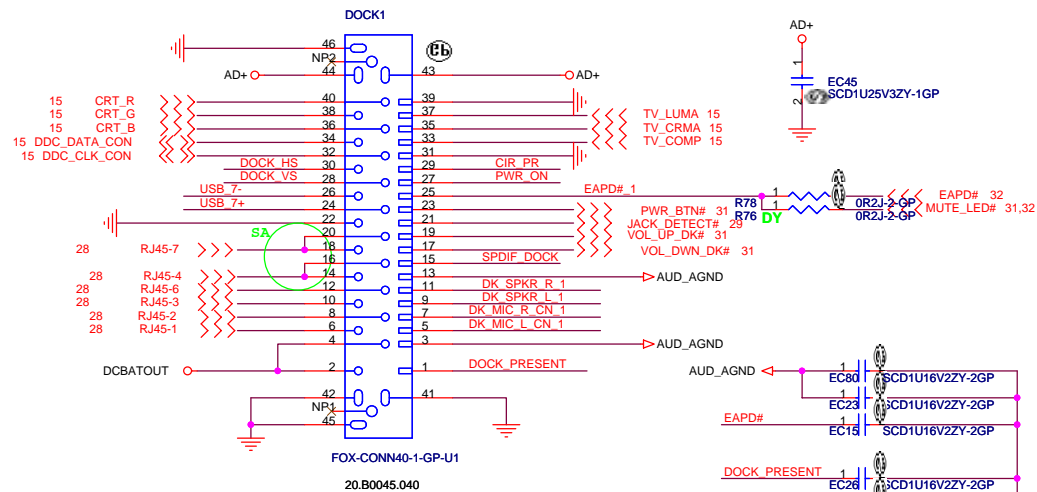 DOCK1
46
NP2
44
AD+
43
AD+
15 CRT_R
40
39
15 CRT_G
38
37
TV_LUMA 15
15 CRT_B
36
35
TV_CRMA 15
15 DDC_DATA_CON
34
33
TV_COMP 15
15 DDC_CLK_CON
32
31
DOCK_HS
30
29
CIR_PR
DOCK_VS
28
27
PWR_ON
USB_7-
26
25
EAPD#_1
USB_7+
24
23
PWR_BTN# 31
22
21
JACK_DETECT# 29
SA
20
19
VOL_UP_DK# 31
28 RJ45-7
18
17
VOL_DWN_DK# 31
16
15
SPDIF_DOCK
28 RJ45-4
14
13
AUD_AGND
28 RJ45-6
12
11
DK_SPKR_R_1
28 RJ45-3
10
9
DK_SPKR_L_1
28 RJ45-2
8
7
DK_MIC_R_CN_1
28 RJ45-1
6
5
DK_MIC_L_CN_1
4
3
AUD_AGND
DCBATOUT
2
1
DOCK_PRESENT
42
41
NP1
45
FOX-CONN40-1-GP-U1
20.B0045.040
AD+
1
EC45
SCD1U25V3ZY-1GP
2
1
R78
0R2J-2-GP
EAPD# 32
1
R76
DY
0R2J-2-GP
MUTE_LED# 31,32
AUD_AGND
1
EC80
SCD1U16V2ZY-2GP
1
EC23
SCD1U16V2ZY-2GP
EAPD#
1
EC15
SCD1U16V2ZY-2GP
DOCK_PRESENT
1
EC26
SCD1U16V2ZY-2GP